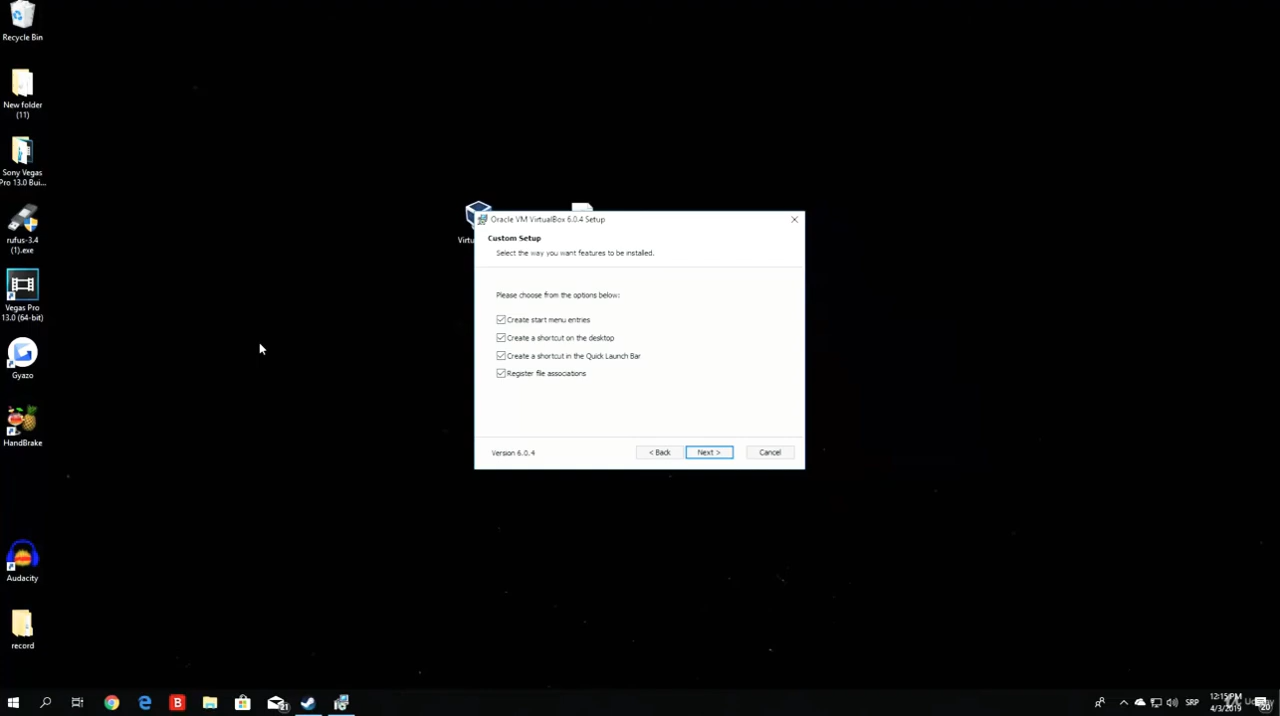 Recycle Bin
New folder
(11)
Sony Vegas
Pro 13.0 Bui...
rufus-3.4
(1).exe
Vegas Pro
13.0 (64-bit)
Gyazo
HandBrake
Audacity
record
Oracle VM VirtualBox 6.0.4 Setup
Custom Setup
Select the way you want features to be installed.
Please choose from the options below:
Create start menu entries
Create a shortcut on the desktop
Create a shortcut in the Quick Launch Bar
Register file associations
Version 6.0.4
< Back
Next >
Cancel
B
SRP
12:15 PM
4/3/2019
20